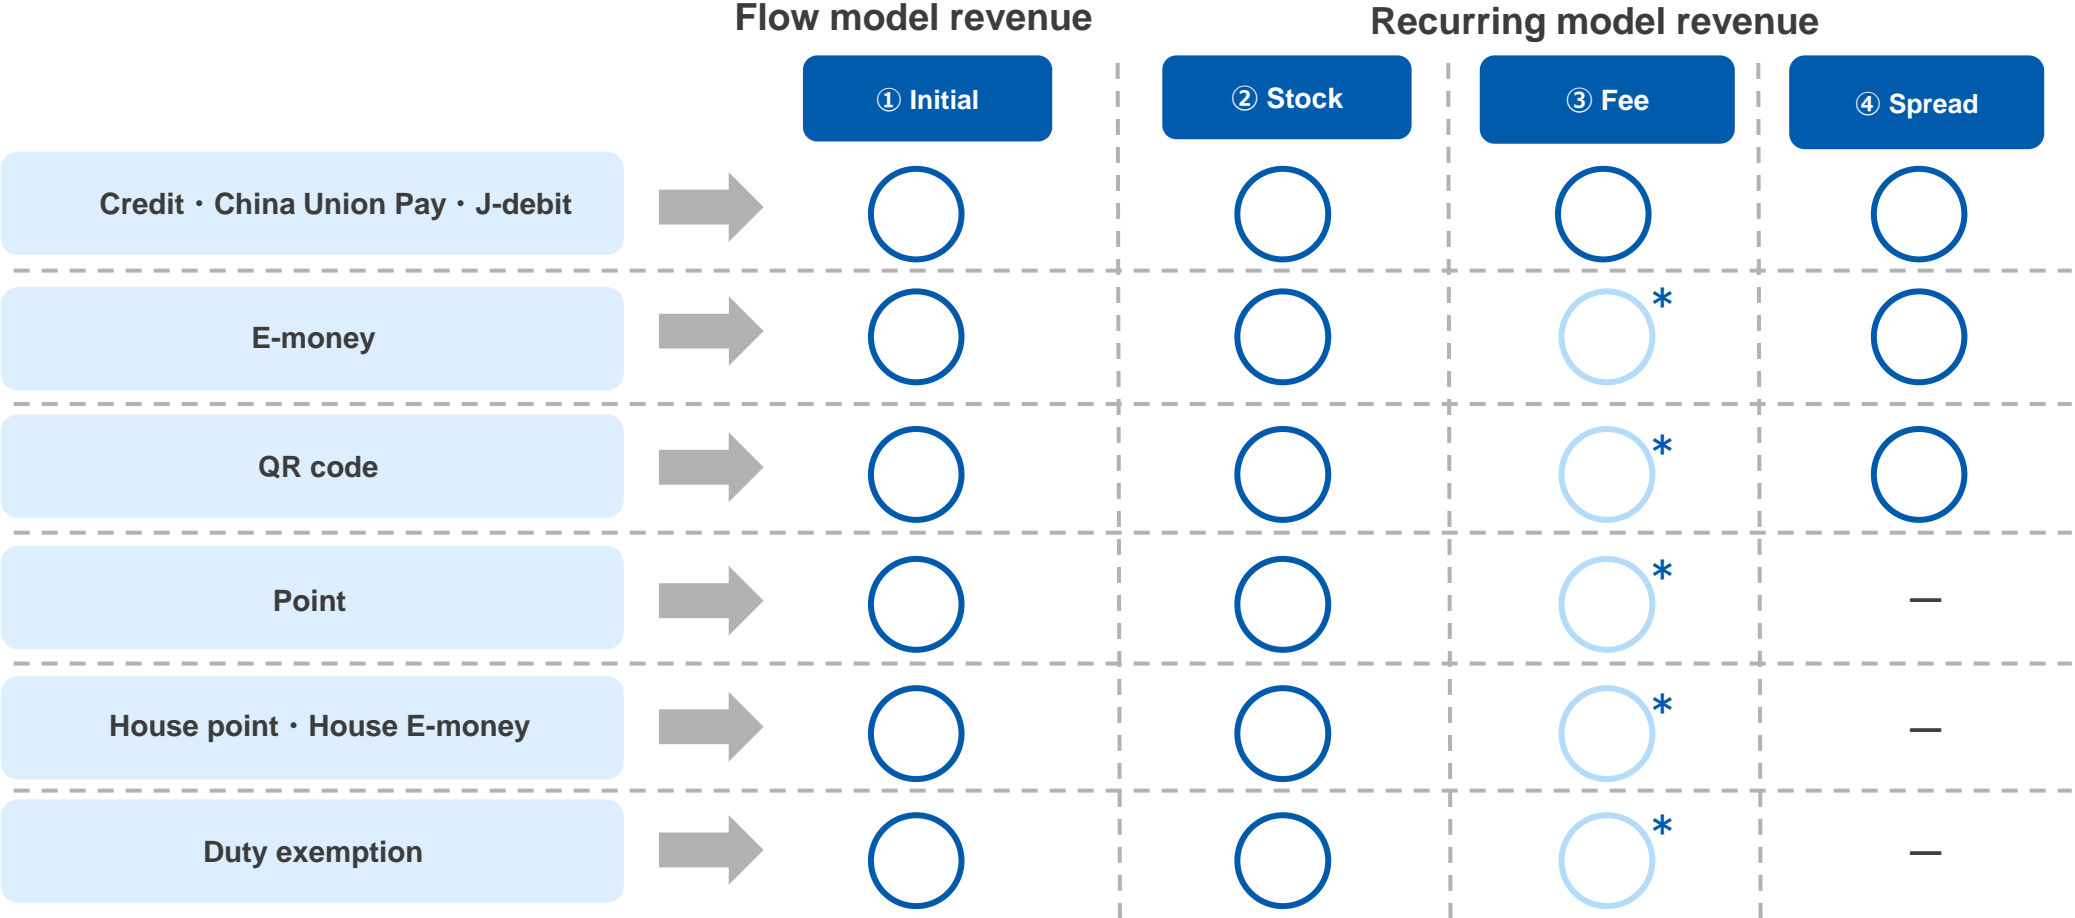 Flow model revenue
Recurring model revenue
① Initial
② Stock
③ Fee
④ Spread
Credit・China Union Pay・J-debit
E-money
*
QR code
*
Point
*
—
House point・House E-money
*
—
Duty exemption
*
—